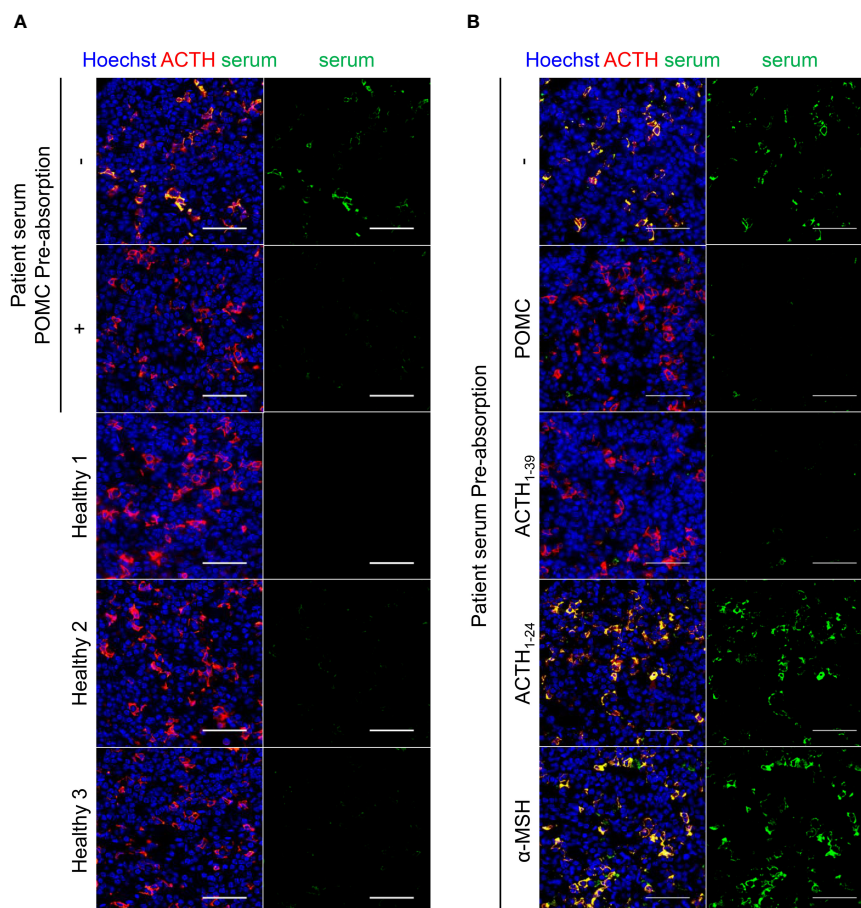 A
Hoechst ACTH serum
serum
Patient serum
POMC Pre-absorption
-
+
Healthy 1
Healthy 2
Healthy 3
B
Hoechst ACTH serum
serum
Patient serum Pre-absorption
-
POMC
ACTH1-39
ACTH1-24
α-MSH